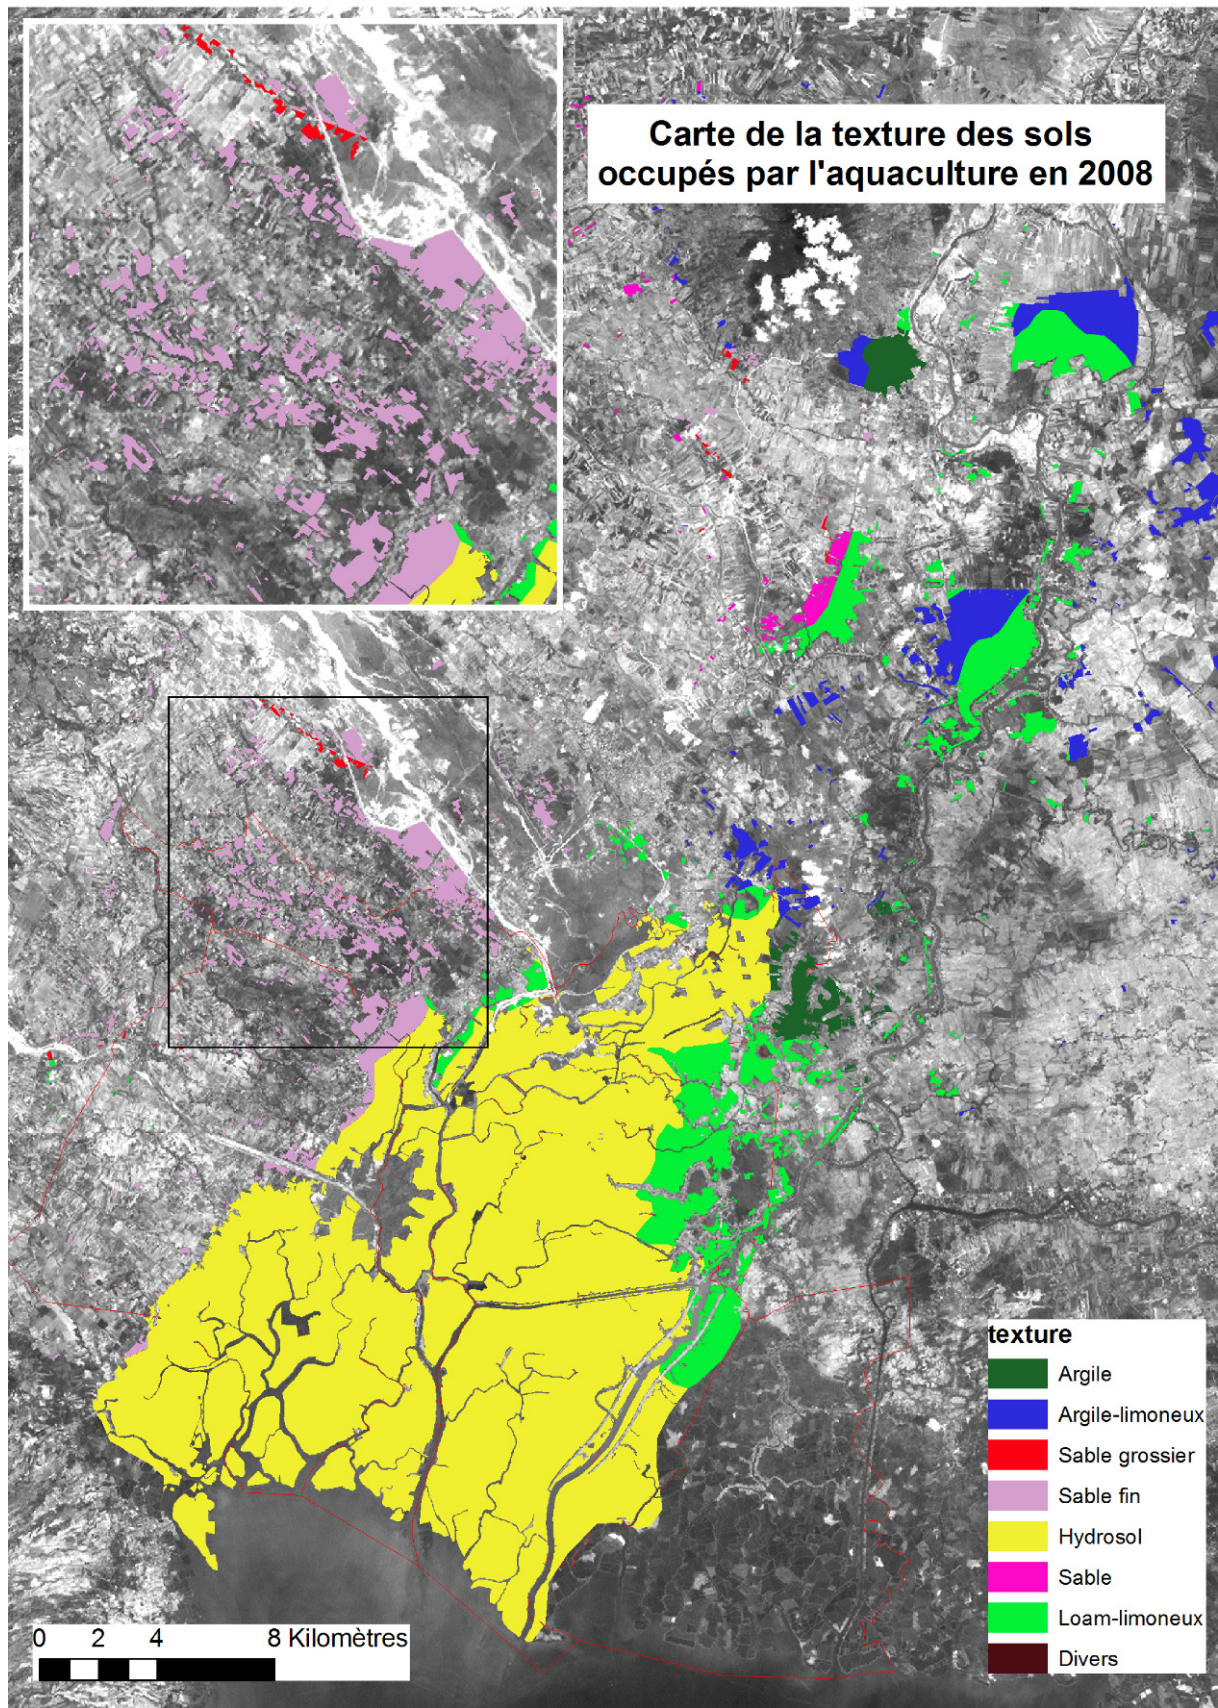 Carte de la texture des sols
occupés par l'aquaculture en 2008
texture
Argile
Argile-limoneux
Sable grossier
Sable fin
Hydrosol
Sable
Loam-limoneux
Divers
0 2 4 8 Kilomètres